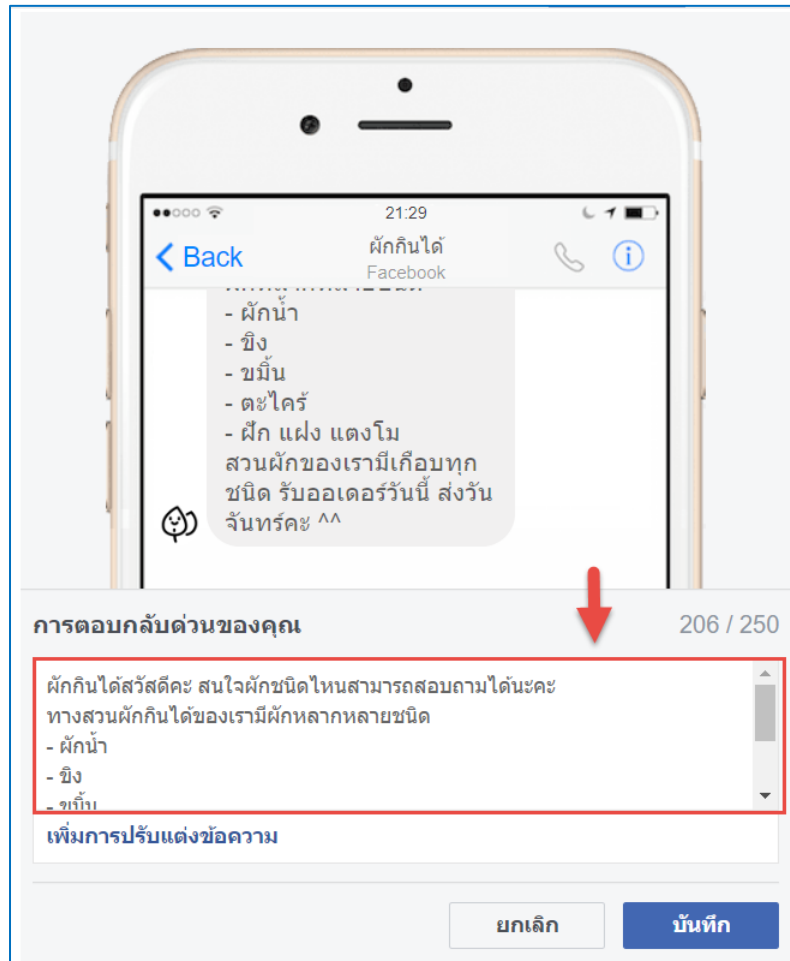 21:29
Back
ผักกินได้
Facebook
- ผักน้ำ
- ขิง
- ขมิ้น
- ตะไคร้
- ฝัก แฝง แตงโม
สวนผักของเรามีเกือบทุก
ชนิด รับออเดอร์วันนี้ ส่งวัน
จันทร์คะ ^^
การตอบกลับด่วนของคุณ
206 / 250
ผักกินได้สวัสดีคะ สนใจผักชนิดไหนสามารถสอบถามได้นะคะ
ทางสวนผักกินได้ของเรามีผักหลากหลายชนิด
- ผักน้ำ
- ขิง
- ขมิ้น
เพิ่มการปรับแต่งข้อความ
ยกเลิก
บันทึก